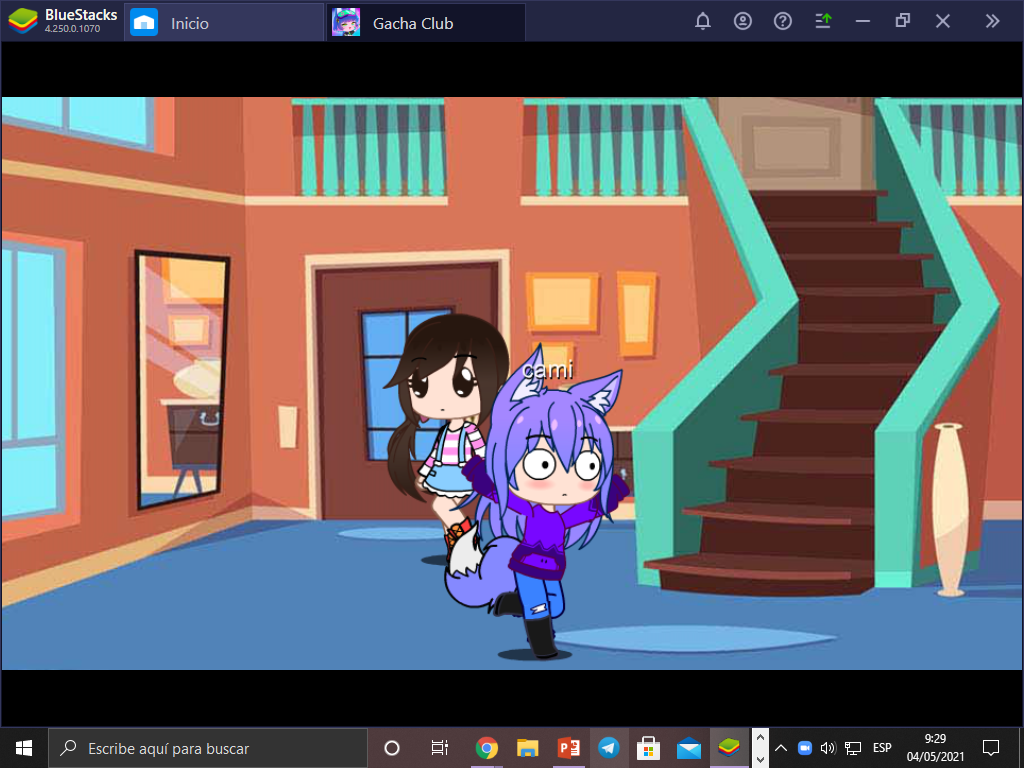 BlueStacks
4.250.0.1070
Inicio
Gacha Club
cami
Escribe aquí para buscar
ESP
9:29
04/05/2021